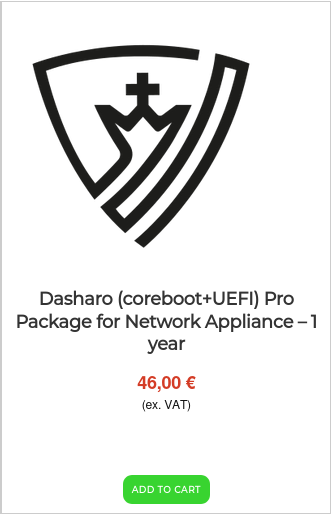 Dasharo (coreboot+UEFI) Pro
Package for Network Appliance – 1
year
46,00 €
(ex. VAT)
ADD TO CART